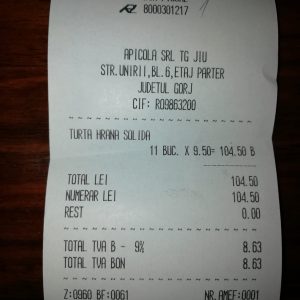 8000301217
APICOLA SRL TG JIU
STR.UNIRII,BL.6,ETAJ PARTER
JUDETUL GORJ
CIF: RO9863200
TURTA HRANA SOLIDA
11 BUC. X 9.50= 104.50 B
TOTAL LEI 104.50
NUMERAR LEI 104.50
REST 0.00
TOTAL TVA B - 9% 8.63
TOTAL TVA BON 8.63
Z:0960 BF:0061 NR.AMEF:0001